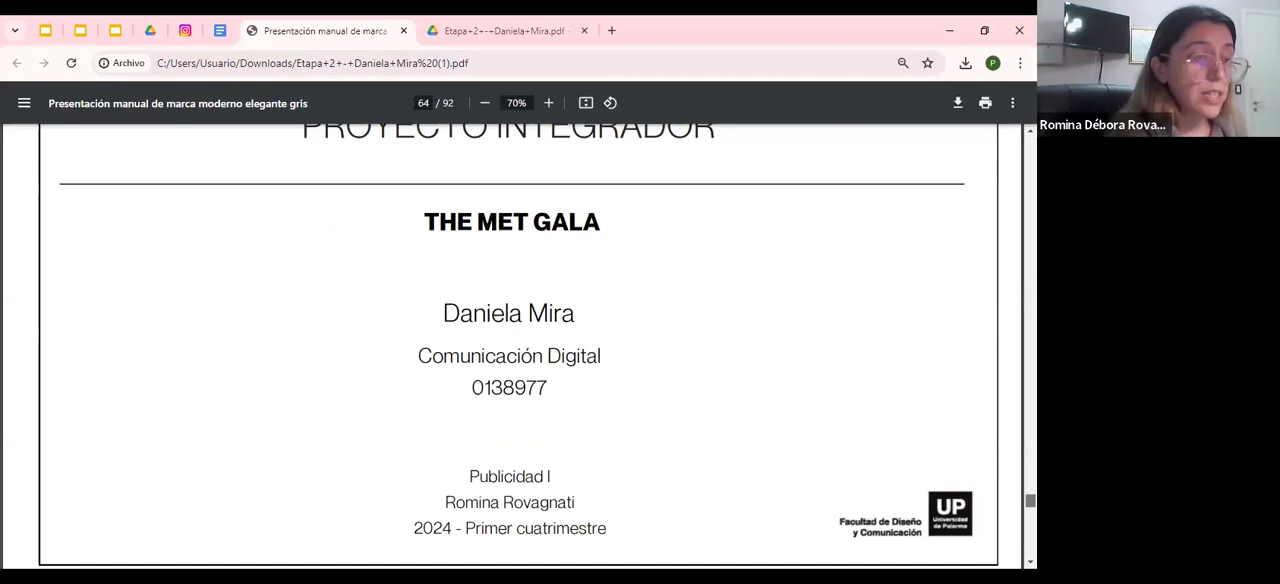 Presentación manual de marca
Etapa+2+-+Daniela+Mira.pdf
Archivo
C:/Users/Usuario/Downloads/Etapa+2+-+Daniela+Mira%20(1).pdf
P
Presentación manual de marca moderno elegante gris
64 / 92
70%
Romina Débora Rova...
PROYECTO INTEGRADOR
THE MET GALA
Daniela Mira
Comunicación Digital
0138977
Publicidad I
Romina Rovagnati
2024 - Primer cuatrimestre
Facultad de Diseño
y Comunicación
UP
Universidad
de Palermo